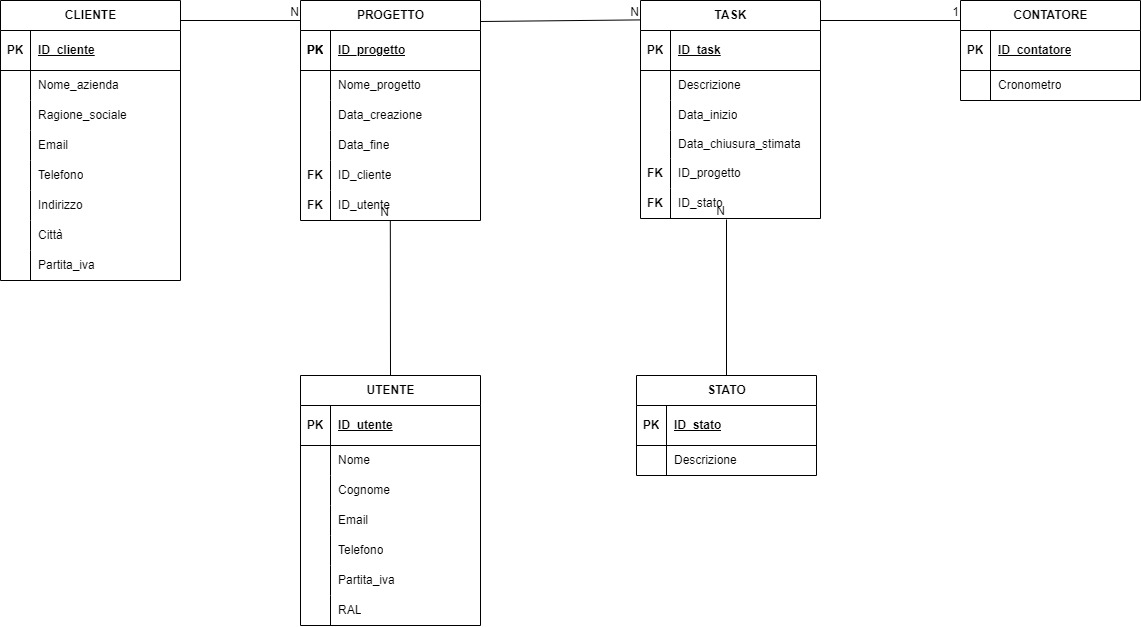 CLIENTE
PK ID_cliente
Nome_azienda
Ragione_sociale
Email
Telefono
Indirizzo
Città
Partita_iva
N
PROGETTO
PK ID_progetto
Nome_progetto
Data_creazione
Data_fine
FK ID_cliente
FK ID_utente
N
N
TASK
PK ID_task
Descrizione
Data_inizio
Data_chiusura_stimata
FK ID_progetto
FK ID_stato
N
1
CONTATORE
PK ID_contatore
Cronometro
UTENTE
PK ID_utente
Nome
Cognome
Email
Telefono
Partita_iva
RAL
STATO
PK ID_stato
Descrizione